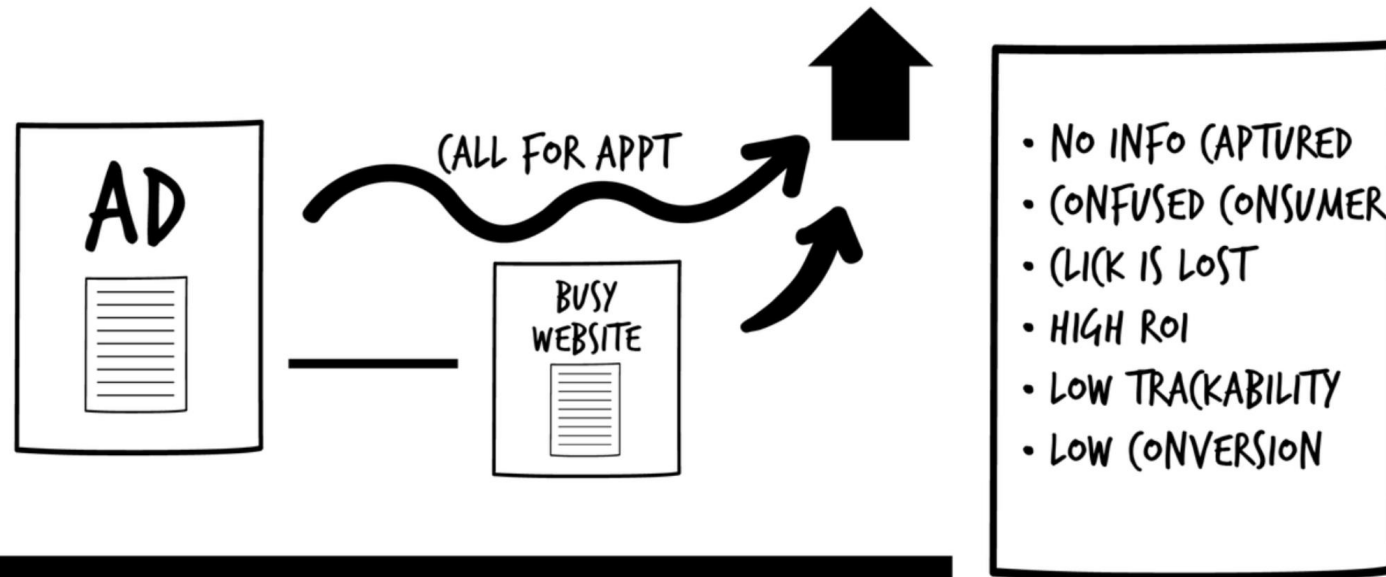 AD
CALL FOR APPT
BUSY
WEBSITE
• NO INFO CAPTURED
• CONFUSED CONSUMER
• CLICK IS LOST
• HIGH ROI
• LOW TRACKABILITY
• LOW CONVERSION